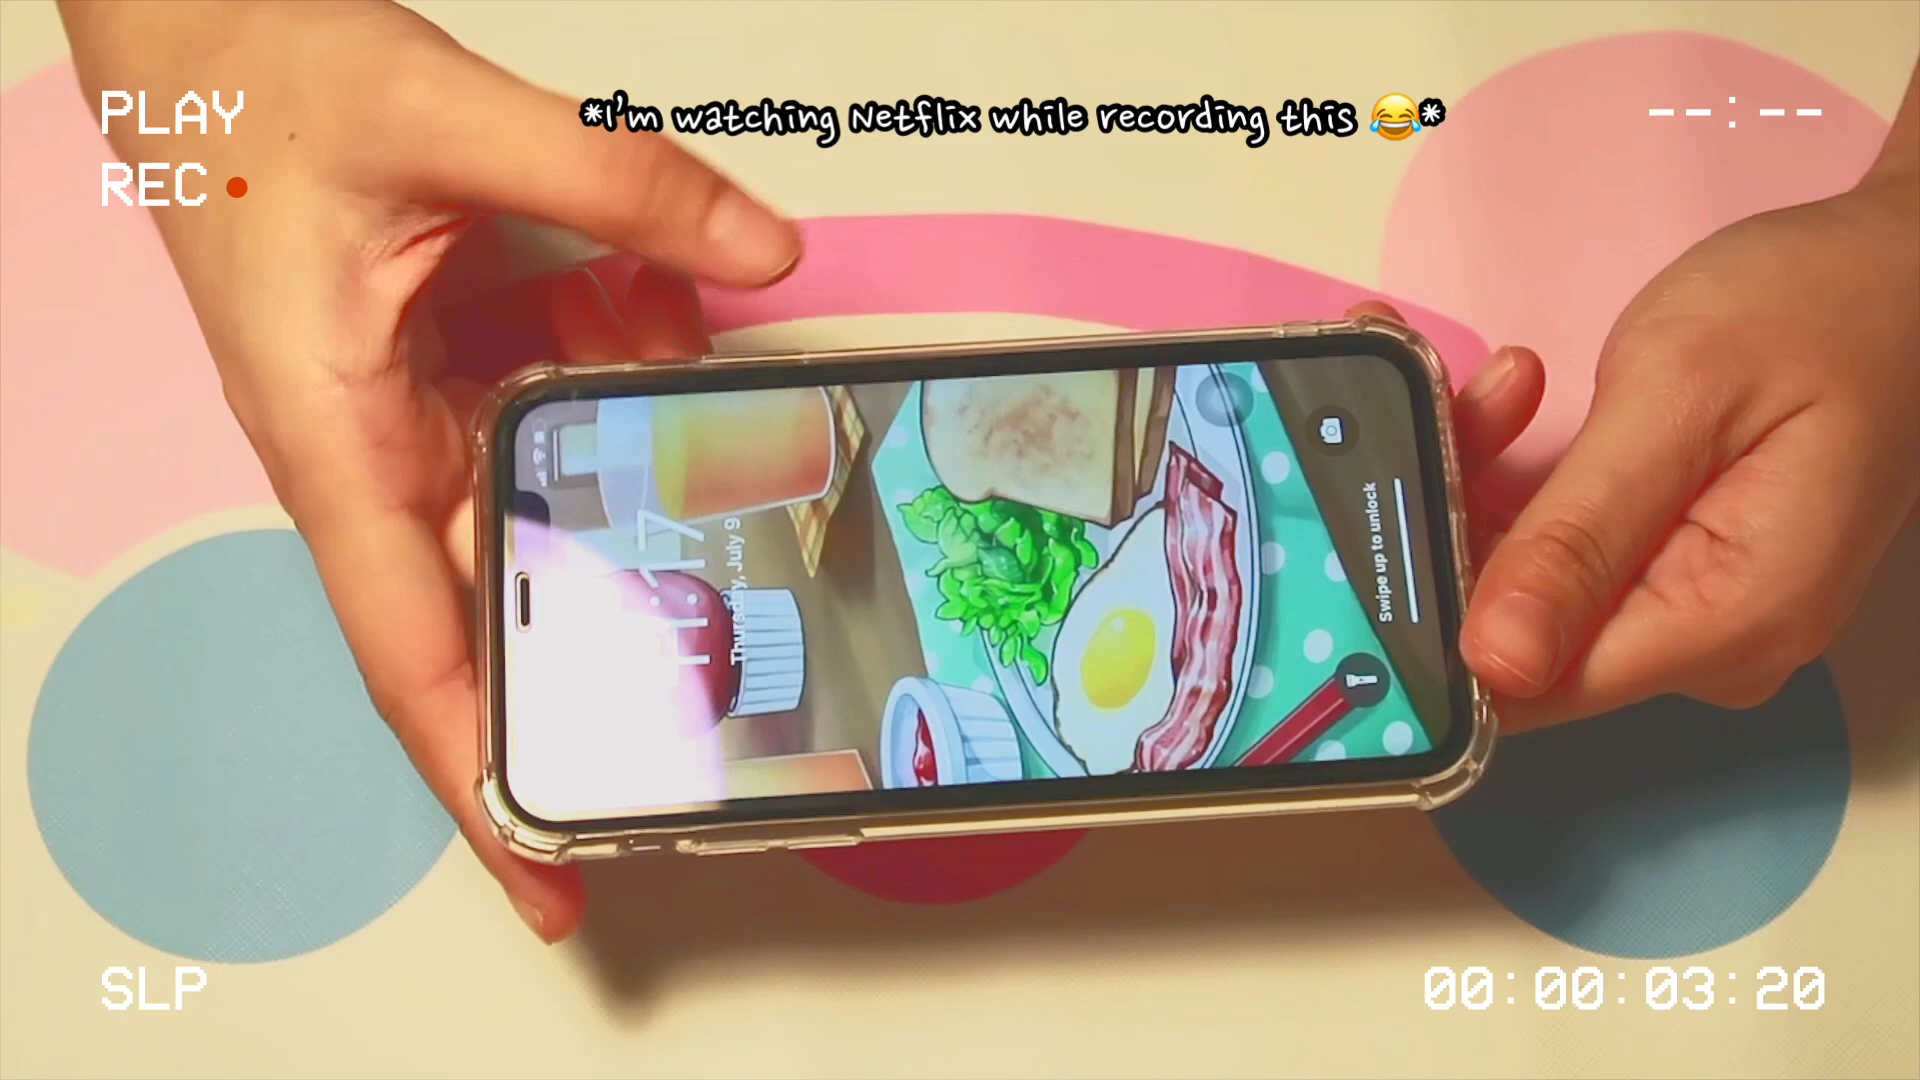 PLAY
REC
*I'm watching Netflix while recording this 😂*
--:--
11:17
Thursday, July 9
Swipe up to unlock
SLP
00:00:03:20